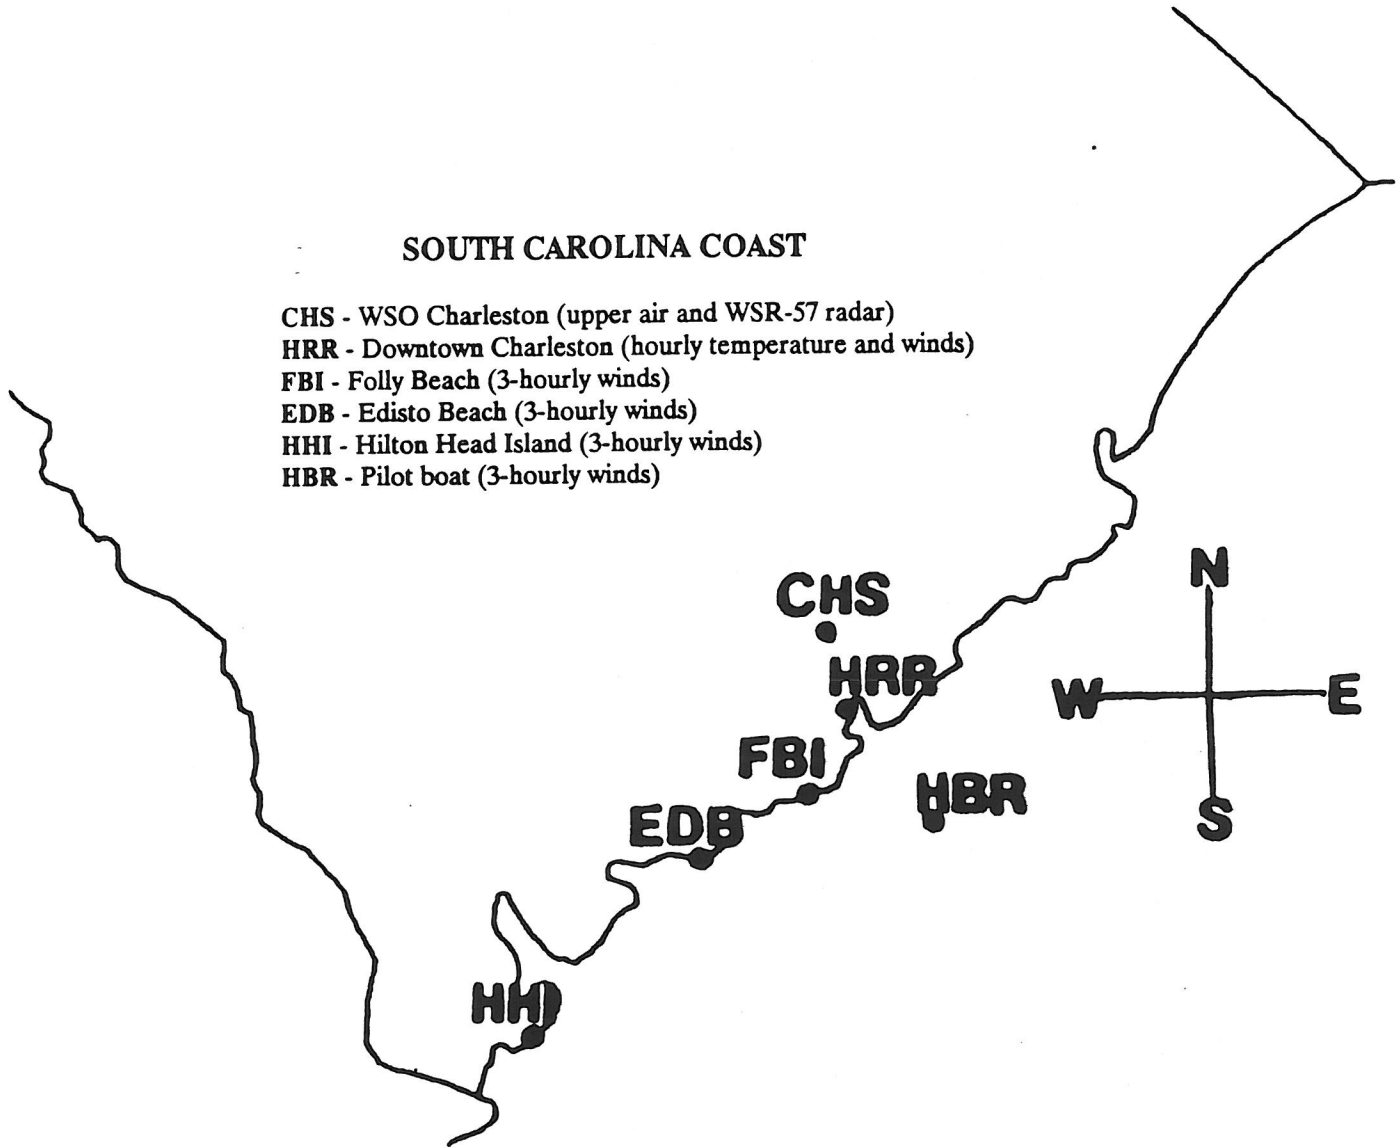 SOUTH CAROLINA COAST
CHS - WSO Charleston (upper air and WSR-57 radar)
HRR - Downtown Charleston (hourly temperature and winds)
FBI - Folly Beach (3-hourly winds)
EDB - Edisto Beach (3-hourly winds)
HHI - Hilton Head Island (3-hourly winds)
HBR - Pilot boat (3-hourly winds)
N
CHS
HRR
W
E
FBI
HBR
EDB
S
HHI